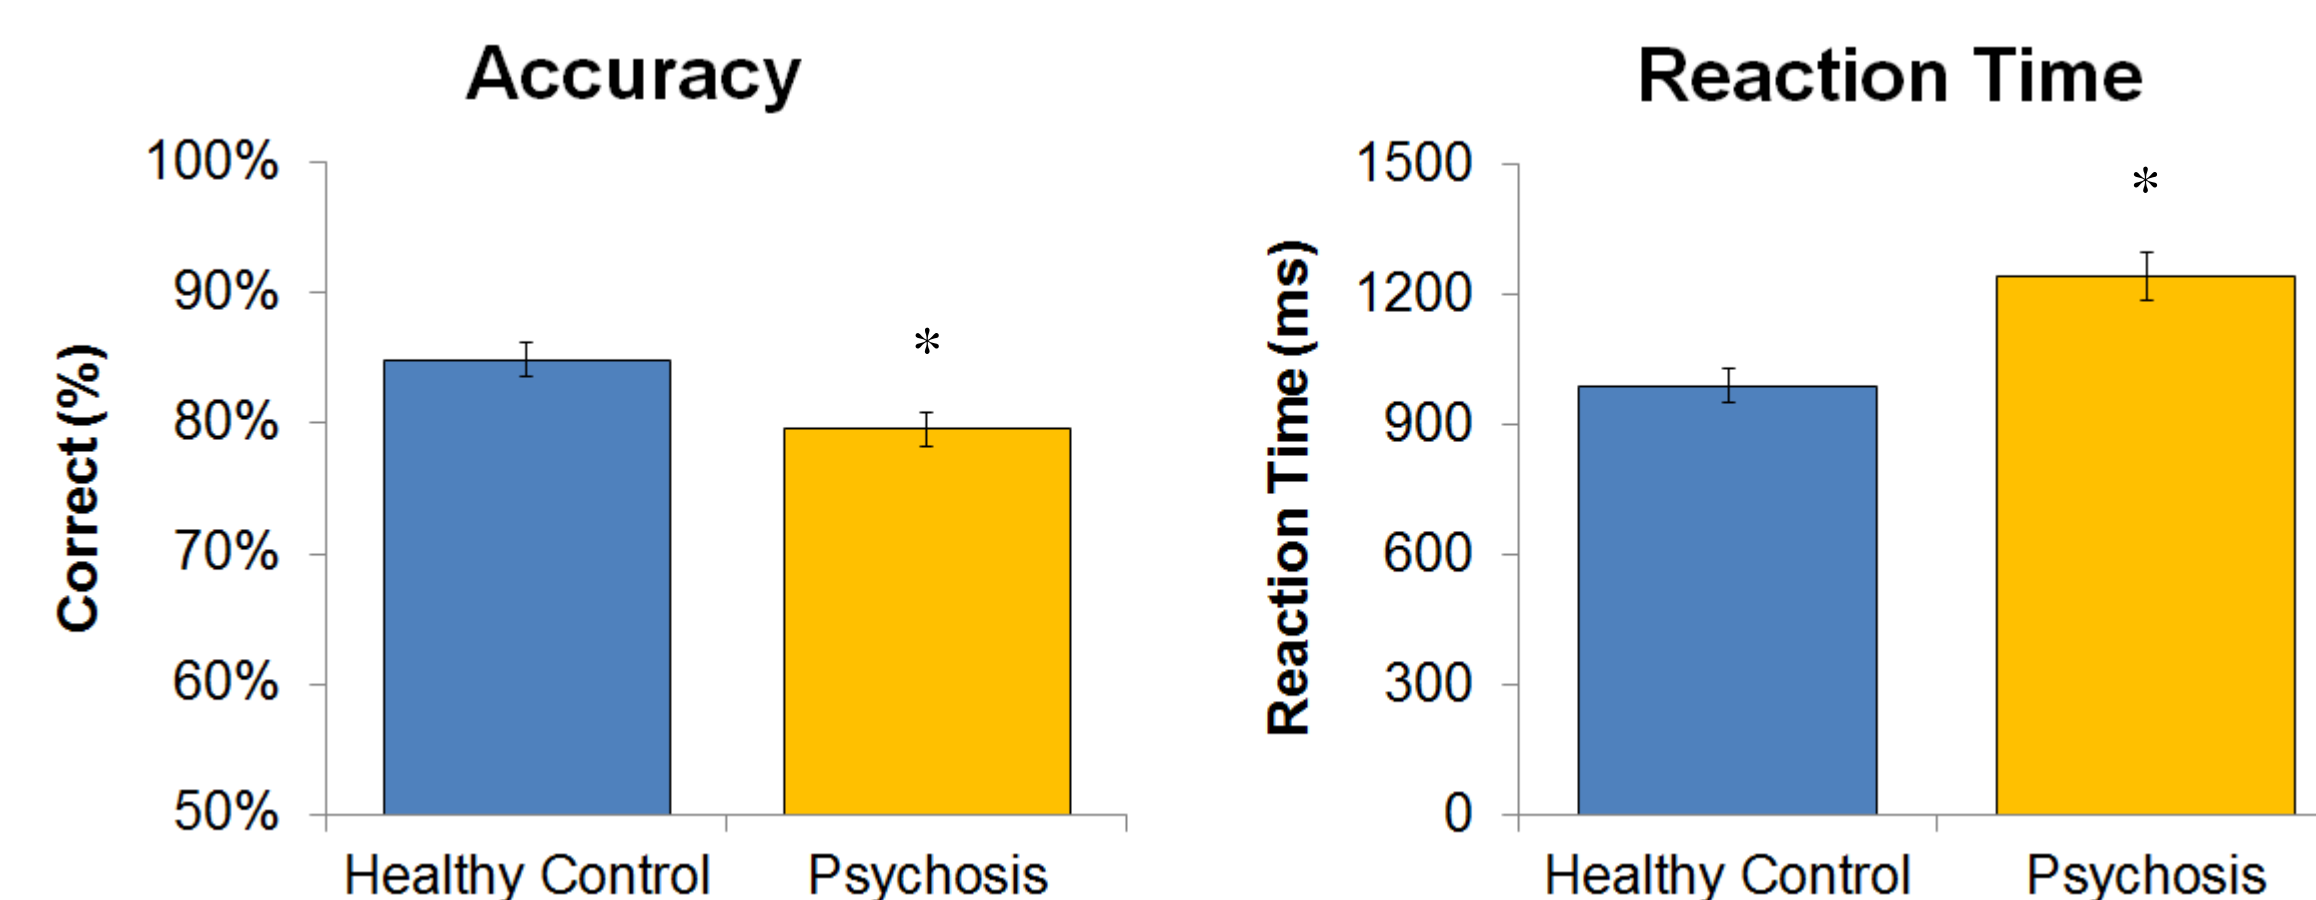 Accuracy
100%
90%
80%
70%
60%
50%
Correct (%)
*
Healthy Control
Psychosis
Reaction Time
1500
1200
900
600
300
0
Reaction Time (ms)
*
Healthy Control
Psychosis